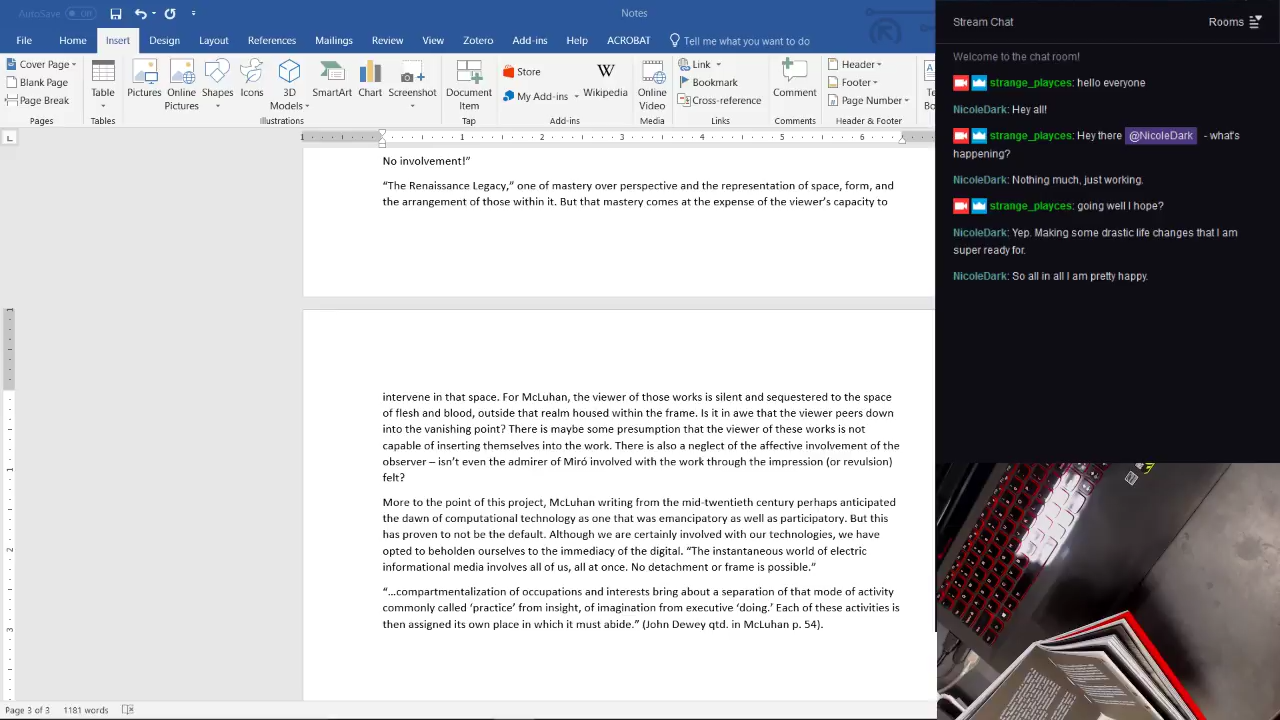 AutoSave
Off
Notes
File
Home
Insert
Design
Layout
References
Mailings
Review
View
Zotero
Add-ins
Help
ACROBAT
Tell me what you want to do
Cover Page
Blank Page
Page Break
Pages
Table
Tables
Pictures
Online
Pictures
Shapes
Icons
3D
Models
SmartArt
Chart
Screenshot
Illustrations
Document
Item
Tap
Store
My Add-ins
Wikipedia
Add-ins
Online
Video
Media
Link
Bookmark
Cross-reference
Links
Comment
Comments
Header
Footer
Page Number
Header & Footer
1 1 2 3 4 5 6
No involvement!”
“The Renaissance Legacy,” one of mastery over perspective and the representation of space, form, and
the arrangement of those within it. But that mastery comes at the expense of the viewer’s capacity to
intervene in that space. For McLuhan, the viewer of those works is silent and sequestered to the space
of flesh and blood, outside that realm housed within the frame. Is it in awe that the viewer peers down
into the vanishing point? There is maybe some presumption that the viewer of these works is not
capable of inserting themselves into the work. There is also a neglect of the affective involvement of the
observer – isn’t even the admirer of Miró involved with the work through the impression (or revulsion)
felt?
More to the point of this project, McLuhan writing from the mid-twentieth century perhaps anticipated
the dawn of computational technology as one that was emancipatory as well as participatory. But this
has proven to not be the default. Although we are certainly involved with our technologies, we have
opted to beholden ourselves to the immediacy of the digital. “The instantaneous world of electric
informational media involves all of us, all at once. No detachment or frame is possible.”
“…compartmentalization of occupations and interests bring about a separation of that mode of activity
commonly called ‘practice’ from insight, of imagination from executive ‘doing.’ Each of these activities is
then assigned its own place in which it must abide.” (John Dewey qtd. in McLuhan p. 54).
1
1
2
3
Page 3 of 3
1181 words
Stream Chat
Rooms
Welcome to the chat room!
strange_playces: hello everyone
NicoleDark: Hey all!
strange_playces: Hey there @NicoleDark - what's
happening?
NicoleDark: Nothing much, just working.
strange_playces: going well I hope?
NicoleDark: Yep. Making some drastic life changes that I am
super ready for.
NicoleDark: So all in all I am pretty happy.